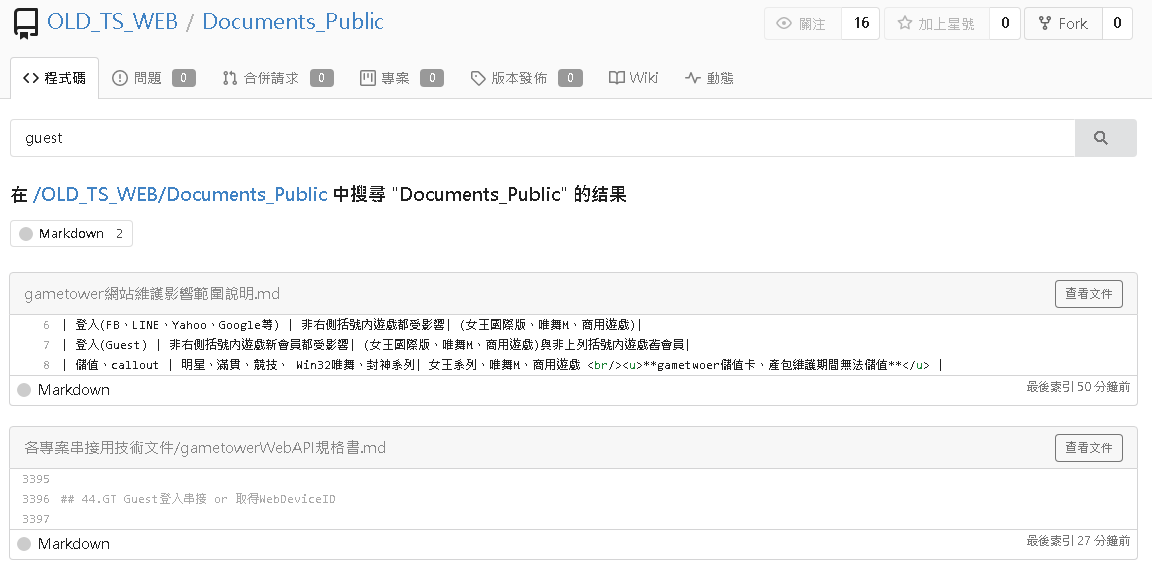 OLD_TS_WEB / Documents_Public
關注 16 加上星號 0 Fork 0
程式碼 問題 0 合併請求 0 專案 0 版本發佈 0 Wiki 動態
guest
在 /OLD_TS_WEB/Documents_Public 中搜尋 "Documents_Public" 的结果
Markdown 2
gametower網站維護影響範圍說明.md 查看文件
6 | 登入(FB、LINE、Yahoo、Google等) | 非右側括號內遊戲都受影響| (女王國際版、唯舞M、商用遊戲)|
7 | 登入(Guest) | 非右側括號內遊戲新會員都受影響| (女王國際版、唯舞M、商用遊戲)與非上列括號內遊戲舊會員|
8 | 儲值、callout | 明星、滿貫、競技、 Win32唯舞、封神系列| 女王系列、唯舞M、商用遊戲 <br/><u>**gametwoer儲值卡、產包維護期間無法儲值**</u> |
Markdown 最後索引 50 分鐘前
各專案串接用技術文件/gametowerWebAPI規格書.md 查看文件
3395
3396 ## 44.GT Guest登入串接 or 取得WebDeviceID
3397
Markdown 最後索引 27 分鐘前